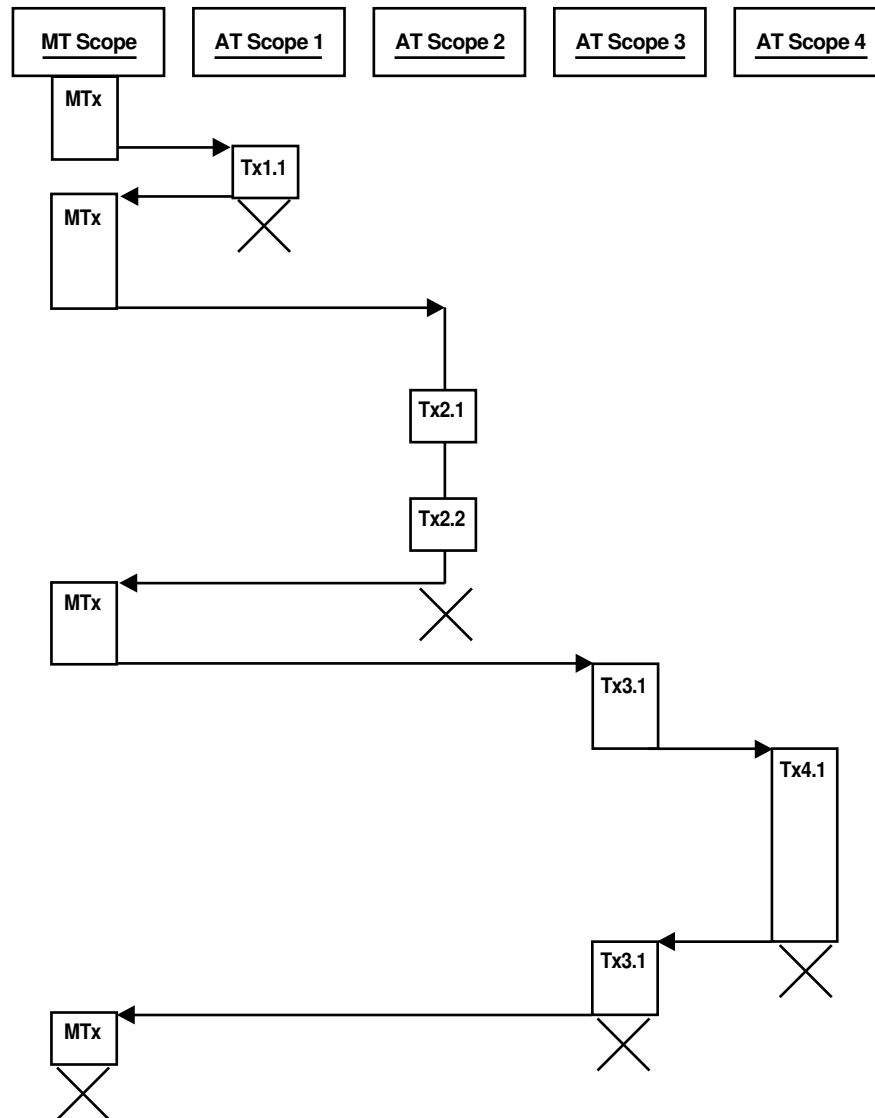 MT Scope
AT Scope 1
AT Scope 2
AT Scope 3
AT Scope 4
MTx
Tx1.1
MTx
Tx2.1
Tx2.2
MTx
Tx3.1
Tx4.1
Tx3.1
MTx